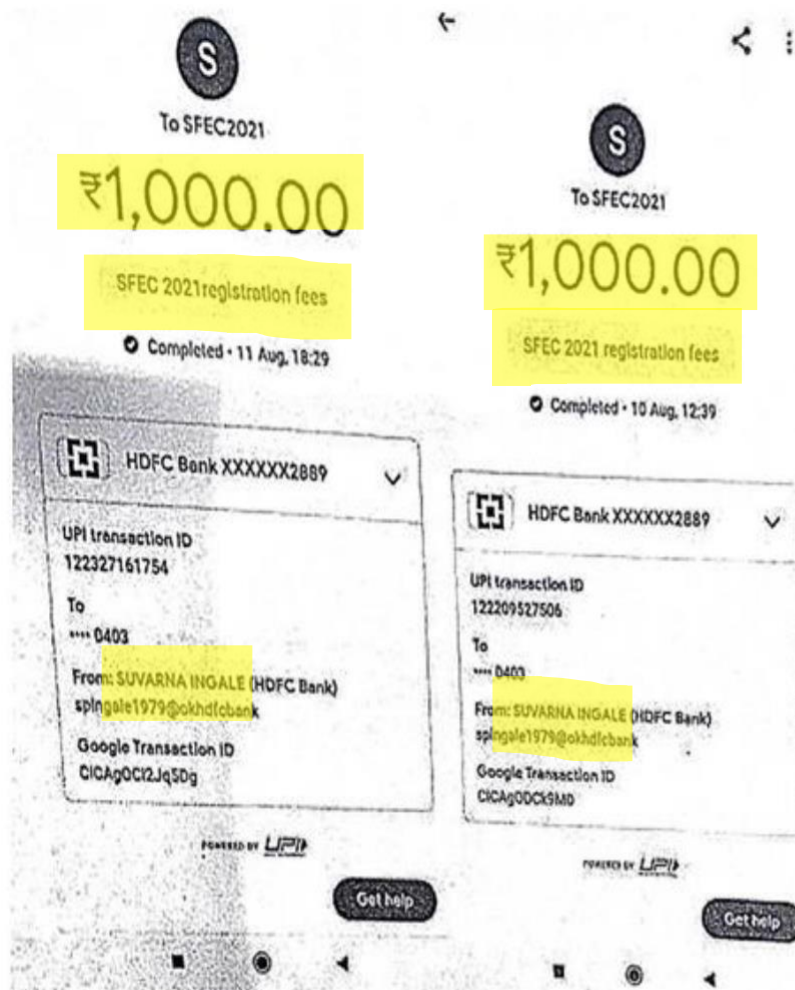 S
To SFEC2021
₹1,000.00
SFEC 2021 registration fees
Completed • 11 Aug, 18:29
HDFC Bank XXXXXX2889
UPI transaction ID
122327161754
To
•••• 0403
From: SUVARNA INGALE (HDFC Bank)
spingale1979@okhdfcbank
Google Transaction ID
POWERED BY UPI
Get help
S
To SFEC2021
₹1,000.00
SFEC 2021 registration fees
Completed • 10 Aug, 12:39
HDFC Bank XXXXXX2889
UPI transaction ID
122209527506
To
•••• 0403
From: SUVARNA INGALE (HDFC Bank)
spingale1979@okhdfcbank
Google Transaction ID
POWERED BY UPI
Get help